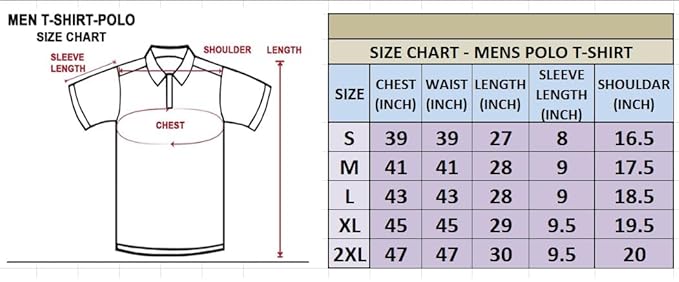 MEN T-SHIRT-POLO
SIZE CHART
SLEEVE
LENGTH
SHOULDER
LENGTH
CHEST
SIZE CHART - MENS POLO T-SHIRT
SIZE CHEST (INCH) WAIST (INCH) LENGTH (INCH) SLEEVE LENGTH (INCH) SHOULDAR (INCH)
S 39 39 27 8 16.5
M 41 41 28 9 17.5
L 43 43 28 9 18.5
XL 45 45 29 9.5 19.5
2XL 47 47 30 9.5 20